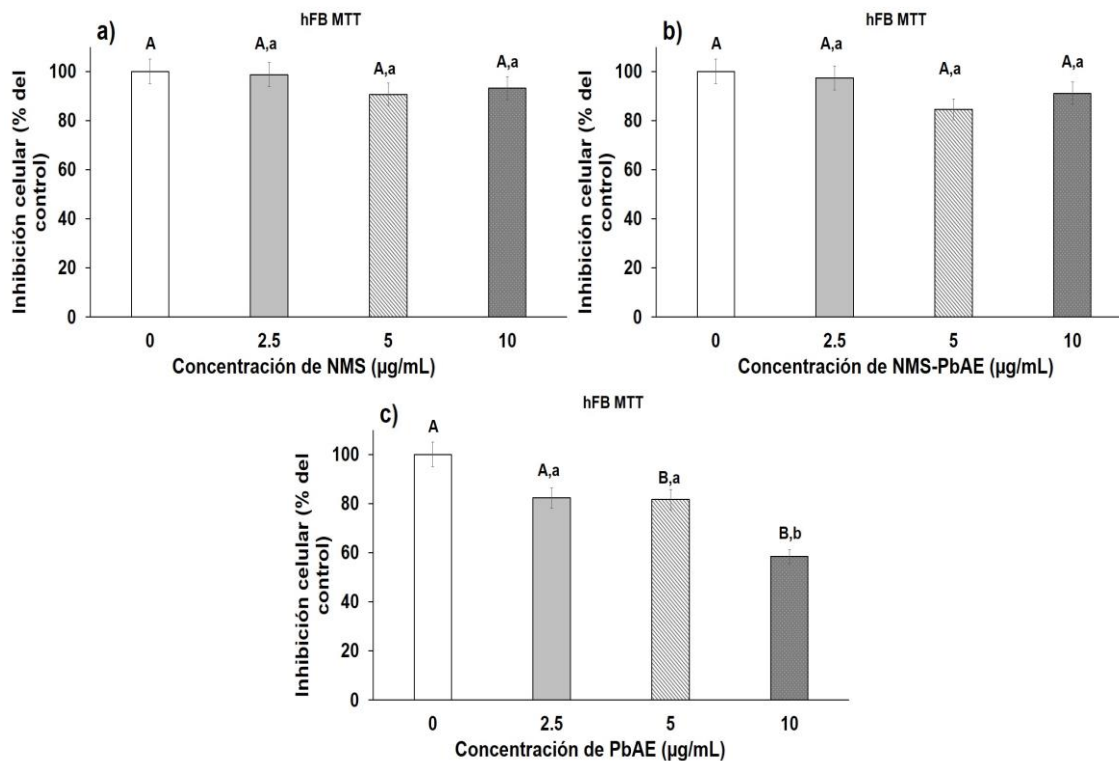 hFB MTT
a)
A
A,a
A,a
A,a
100
80
60
40
20
0
Inhibición celular (% del
control)
0 2.5 5 10
Concentración de NMS (µg/mL)
hFB MTT
b)
A
A,a
A,a
A,a
100
80
60
40
20
0
Inhibición celular (% del
control)
0 2.5 5 10
Concentración de NMS-PbAE (µg/mL)
hFB MTT
c)
A
A,a
B,a
B,b
100
80
60
40
20
0
Inhibición celular (% del
control)
0 2.5 5 10
Concentración de PbAE (µg/mL)